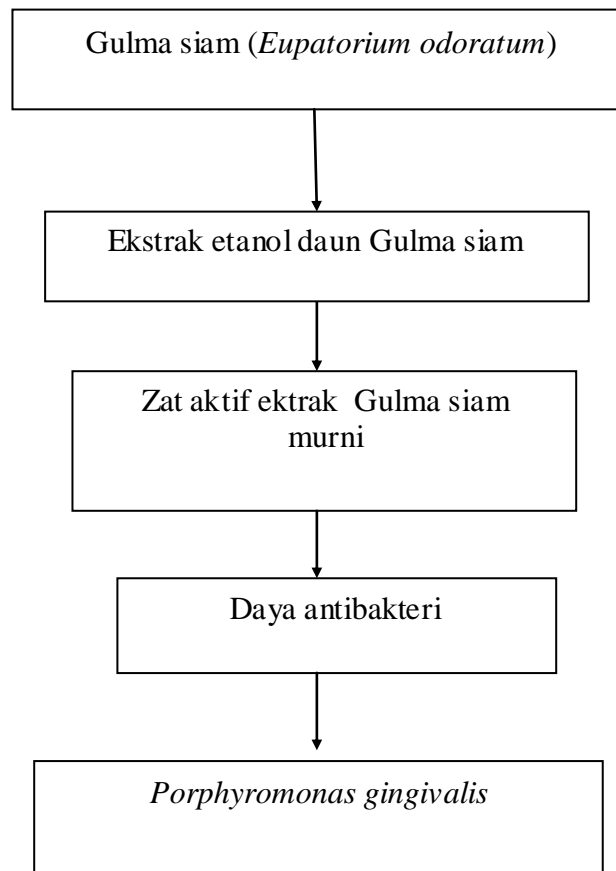 Gulma siam (Eupatorium odoratum)
Ekstrak etanol daun Gulma siam
Zat aktif ektrak Gulma siam
murni
Daya antibakteri
Porphyromonas gingivalis